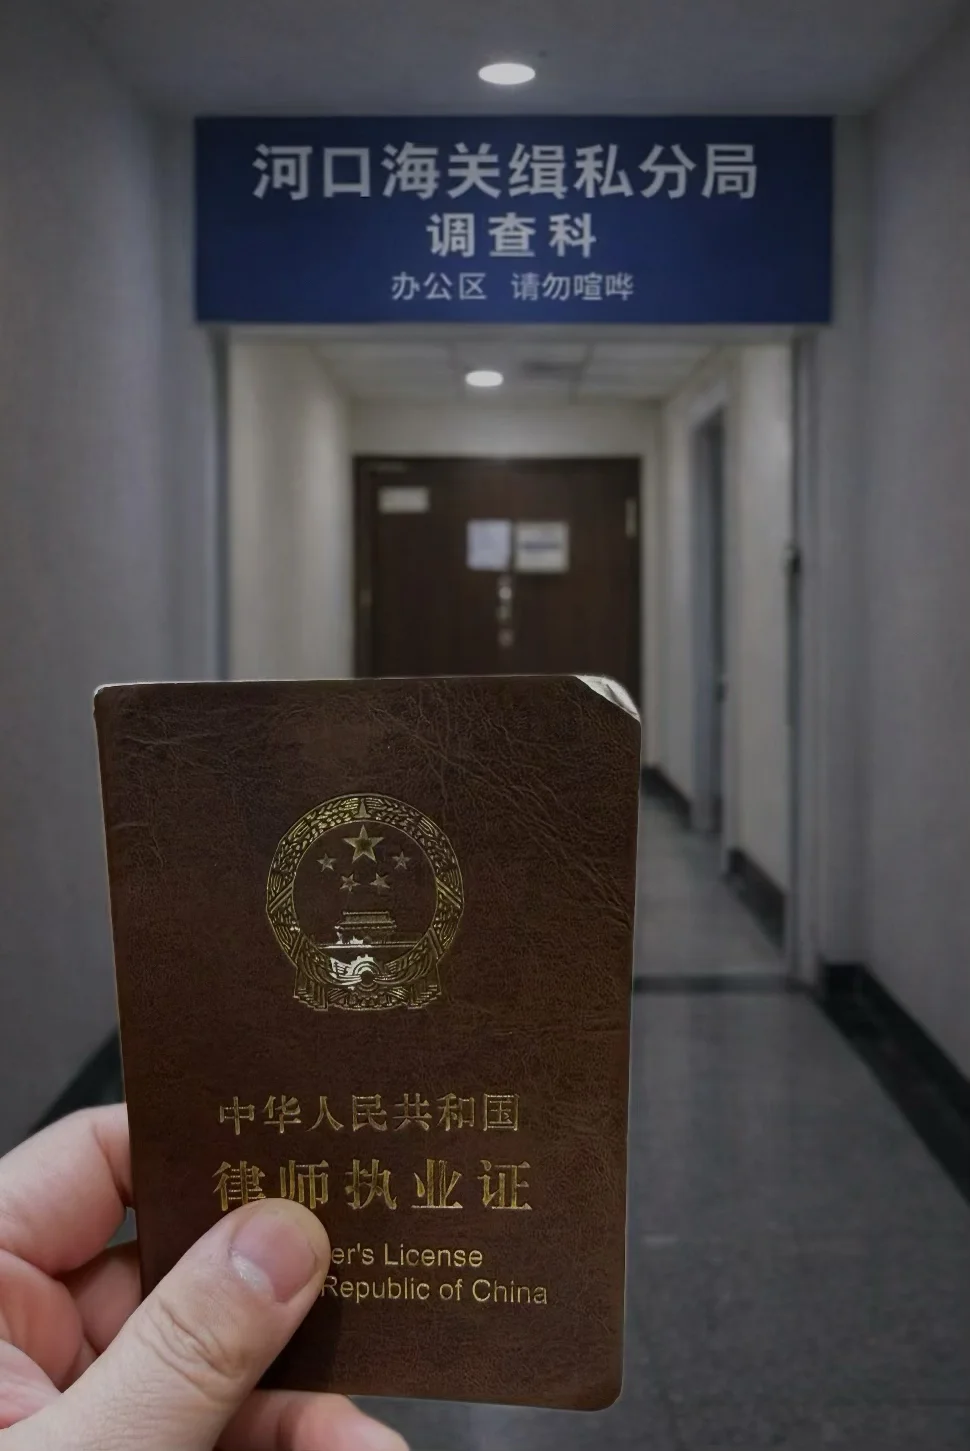 河口海关缉私分局
调查科
办公区 请勿喧哗
中华人民共和国
律师执业证
er's License
Republic of China